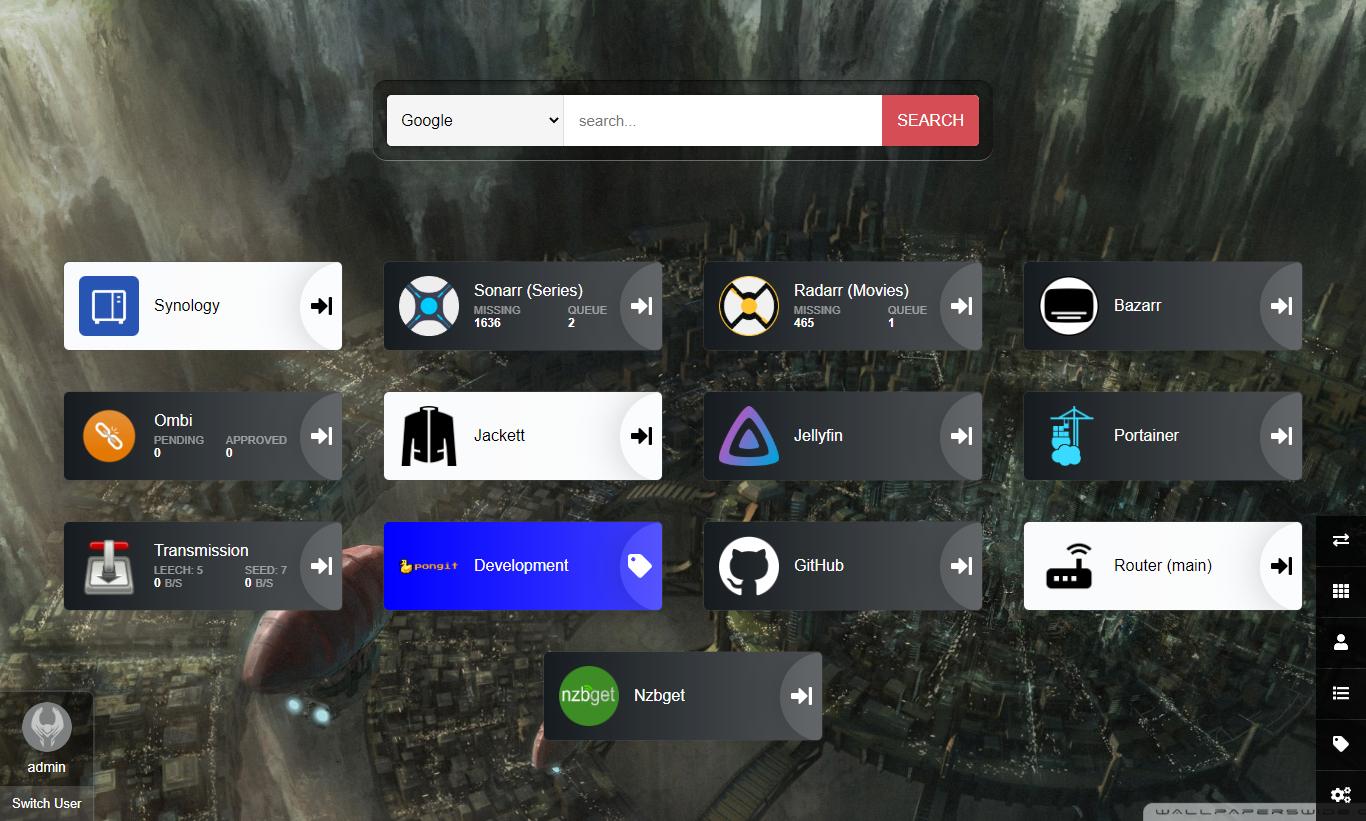 Google
search...
SEARCH
Synology
Sonarr (Series)
MISSING QUEUE
1636 2
Radarr (Movies)
MISSING QUEUE
465 1
Bazarr
Ombi
PENDING APPROVED
0 0
Jackett
Jellyfin
Portainer
Transmission
LEECH: 5 SEED: 7
0 B/S 0 B/S
pongit
Development
GitHub
Router (main)
nzbget
Nzbget
admin
Switch User